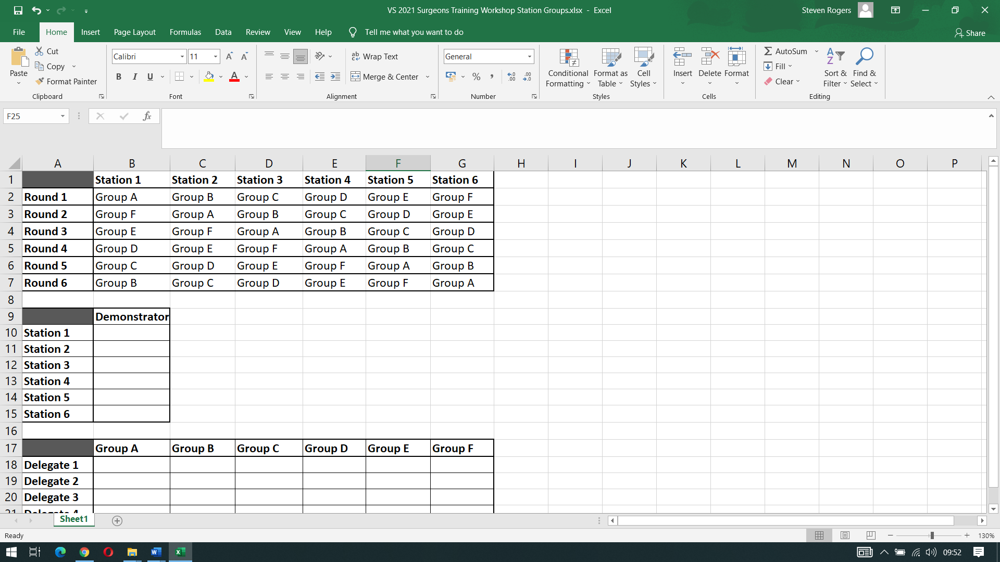 VS 2021 Surgeons Training Workshop Station Groups.xlsx - Excel
Steven Rogers
File Home Insert Page Layout Formulas Data Review View Help Tell me what you want to do
Share
Paste
Cut
Copy
Format Painter
Clipboard
Calibri 11
B I U
Font
Wrap Text
Merge & Center
Alignment
General
%
Number
Conditional Formatting
Format as Table
Cell Styles
Styles
Insert Delete Format
Cells
AutoSum
Fill
Clear
Sort & Filter
Find & Select
Editing
F25
fx
A B C D E F G H I J K L M N O P
1 Station 1 Station 2 Station 3 Station 4 Station 5 Station 6
2 Round 1 Group A Group B Group C Group D Group E Group F
3 Round 2 Group F Group A Group B Group C Group D Group E
4 Round 3 Group E Group F Group A Group B Group C Group D
5 Round 4 Group D Group E Group F Group A Group B Group C
6 Round 5 Group C Group D Group E Group F Group A Group B
7 Round 6 Group B Group C Group D Group E Group F Group A
8
9 Demonstrator
10 Station 1
11 Station 2
12 Station 3
13 Station 4
14 Station 5
15 Station 6
16
17 Group A Group B Group C Group D Group E Group F
18 Delegate 1
19 Delegate 2
20 Delegate 3
21 Delegate 4
Sheet1
Ready
130%
09:52